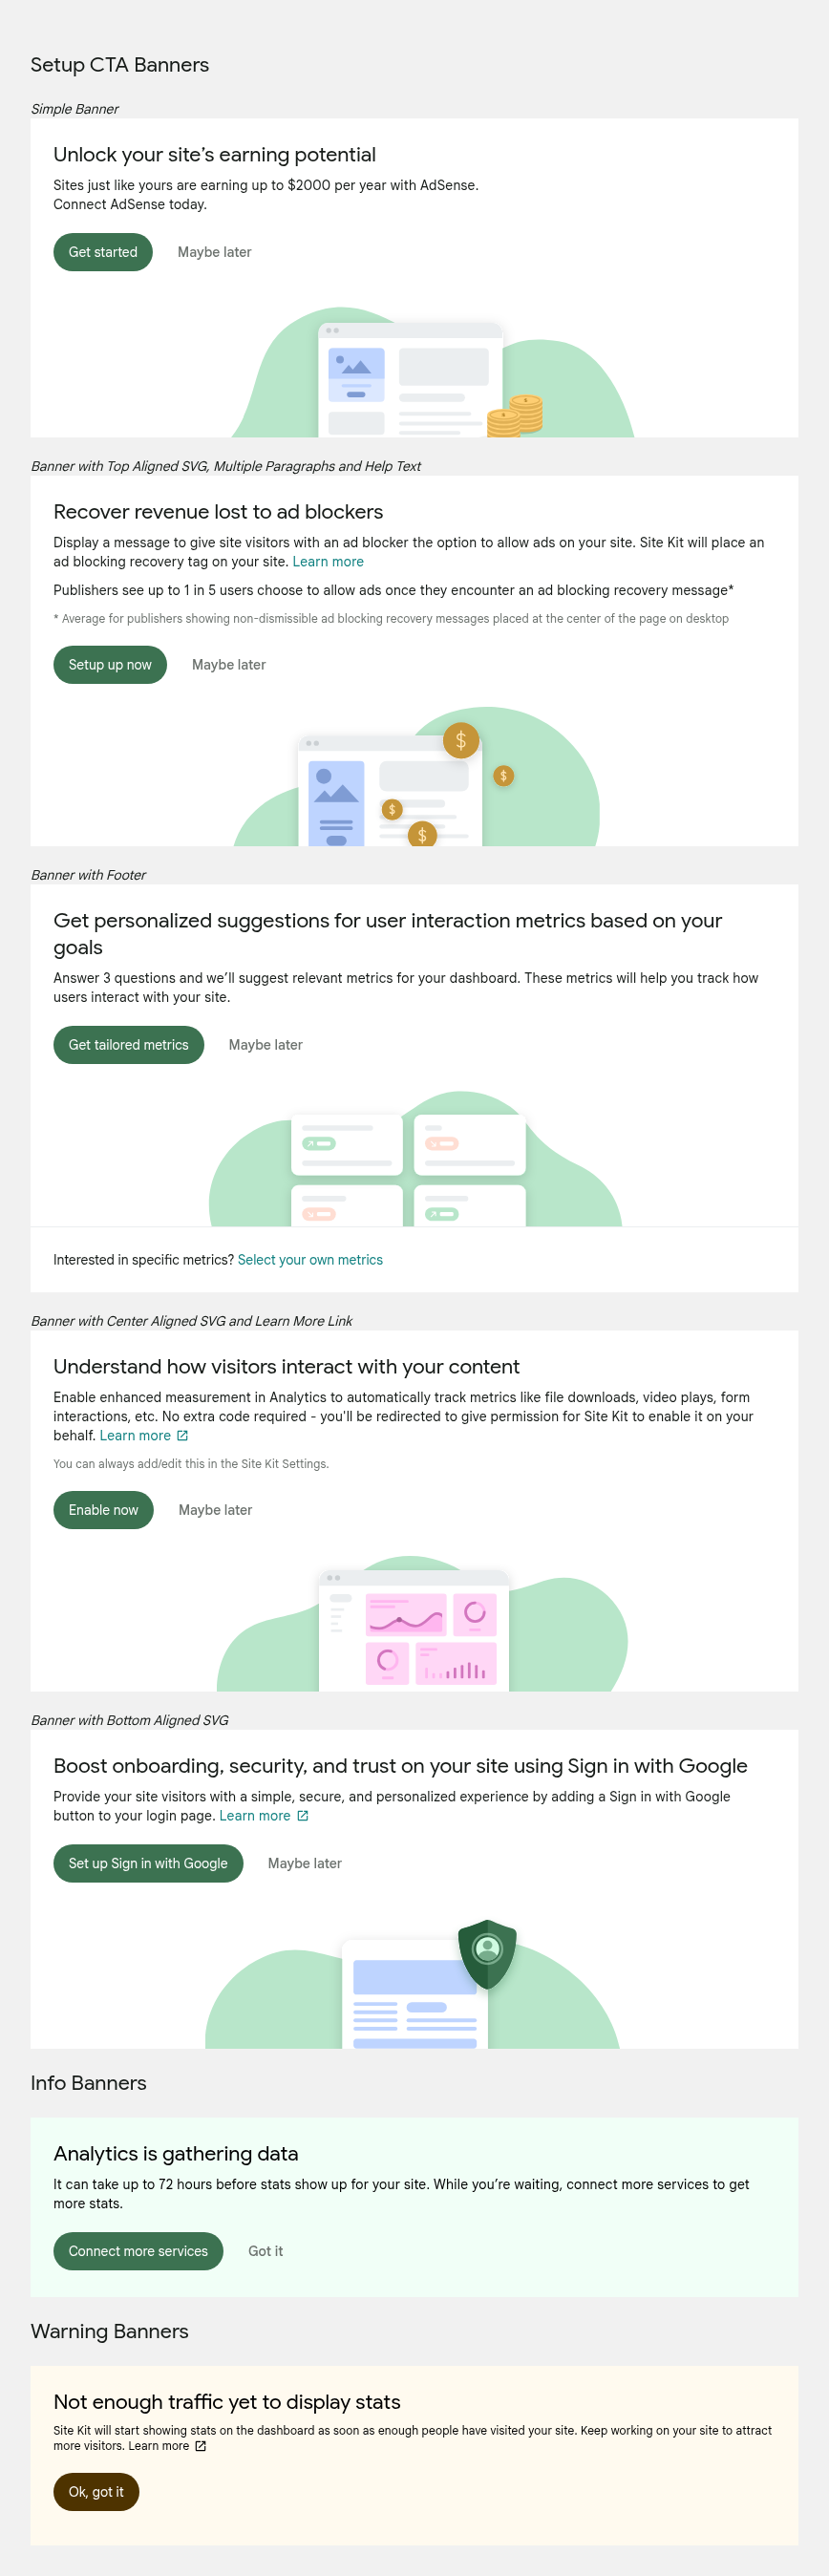 Setup CTA Banners
Simple Banner
Unlock your site’s earning potential
Sites just like yours are earning up to $2000 per year with AdSense.
Connect AdSense today.
Get started Maybe later
$
$
Banner with Top Aligned SVG, Multiple Paragraphs and Help Text
Recover revenue lost to ad blockers
Display a message to give site visitors with an ad blocker the option to allow ads on your site. Site Kit will place an
ad blocking recovery tag on your site. Learn more
Publishers see up to 1 in 5 users choose to allow ads once they encounter an ad blocking recovery message*
* Average for publishers showing non-dismissible ad blocking recovery messages placed at the center of the page on desktop
Setup up now Maybe later
$
$
$
$
Banner with Footer
Get personalized suggestions for user interaction metrics based on your
goals
Answer 3 questions and we’ll suggest relevant metrics for your dashboard. These metrics will help you track how
users interact with your site.
Get tailored metrics Maybe later
Interested in specific metrics? Select your own metrics
Banner with Center Aligned SVG and Learn More Link
Understand how visitors interact with your content
Enable enhanced measurement in Analytics to automatically track metrics like file downloads, video plays, form
interactions, etc. No extra code required - you'll be redirected to give permission for Site Kit to enable it on your
behalf. Learn more
You can always add/edit this in the Site Kit Settings.
Enable now Maybe later
Banner with Bottom Aligned SVG
Boost onboarding, security, and trust on your site using Sign in with Google
Provide your site visitors with a simple, secure, and personalized experience by adding a Sign in with Google
button to your login page. Learn more
Set up Sign in with Google Maybe later
Info Banners
Analytics is gathering data
It can take up to 72 hours before stats show up for your site. While you’re waiting, connect more services to get
more stats.
Connect more services Got it
Warning Banners
Not enough traffic yet to display stats
Site Kit will start showing stats on the dashboard as soon as enough people have visited your site. Keep working on your site to attract
more visitors. Learn more
Ok, got it